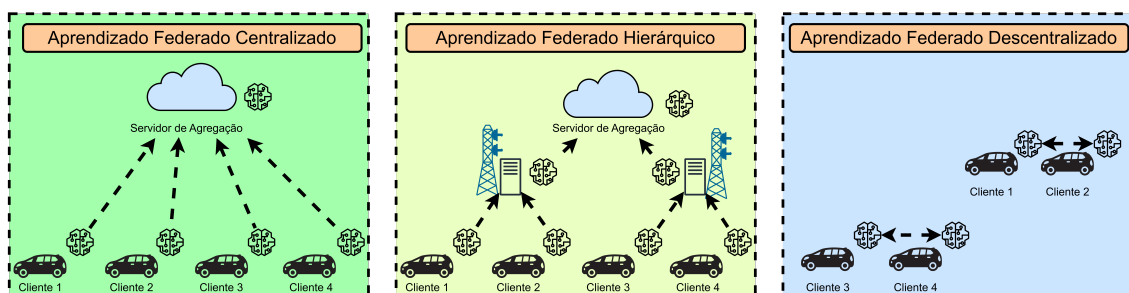 Aprendizado Federado Centralizado
Servidor de Agregação
Cliente 1
Cliente 2
Cliente 3
Cliente 4
Aprendizado Federado Hierárquico
Servidor de Agregação
Cliente 1
Cliente 2
Cliente 3
Cliente 4
Aprendizado Federado Descentralizado
Cliente 1
Cliente 2
Cliente 3
Cliente 4